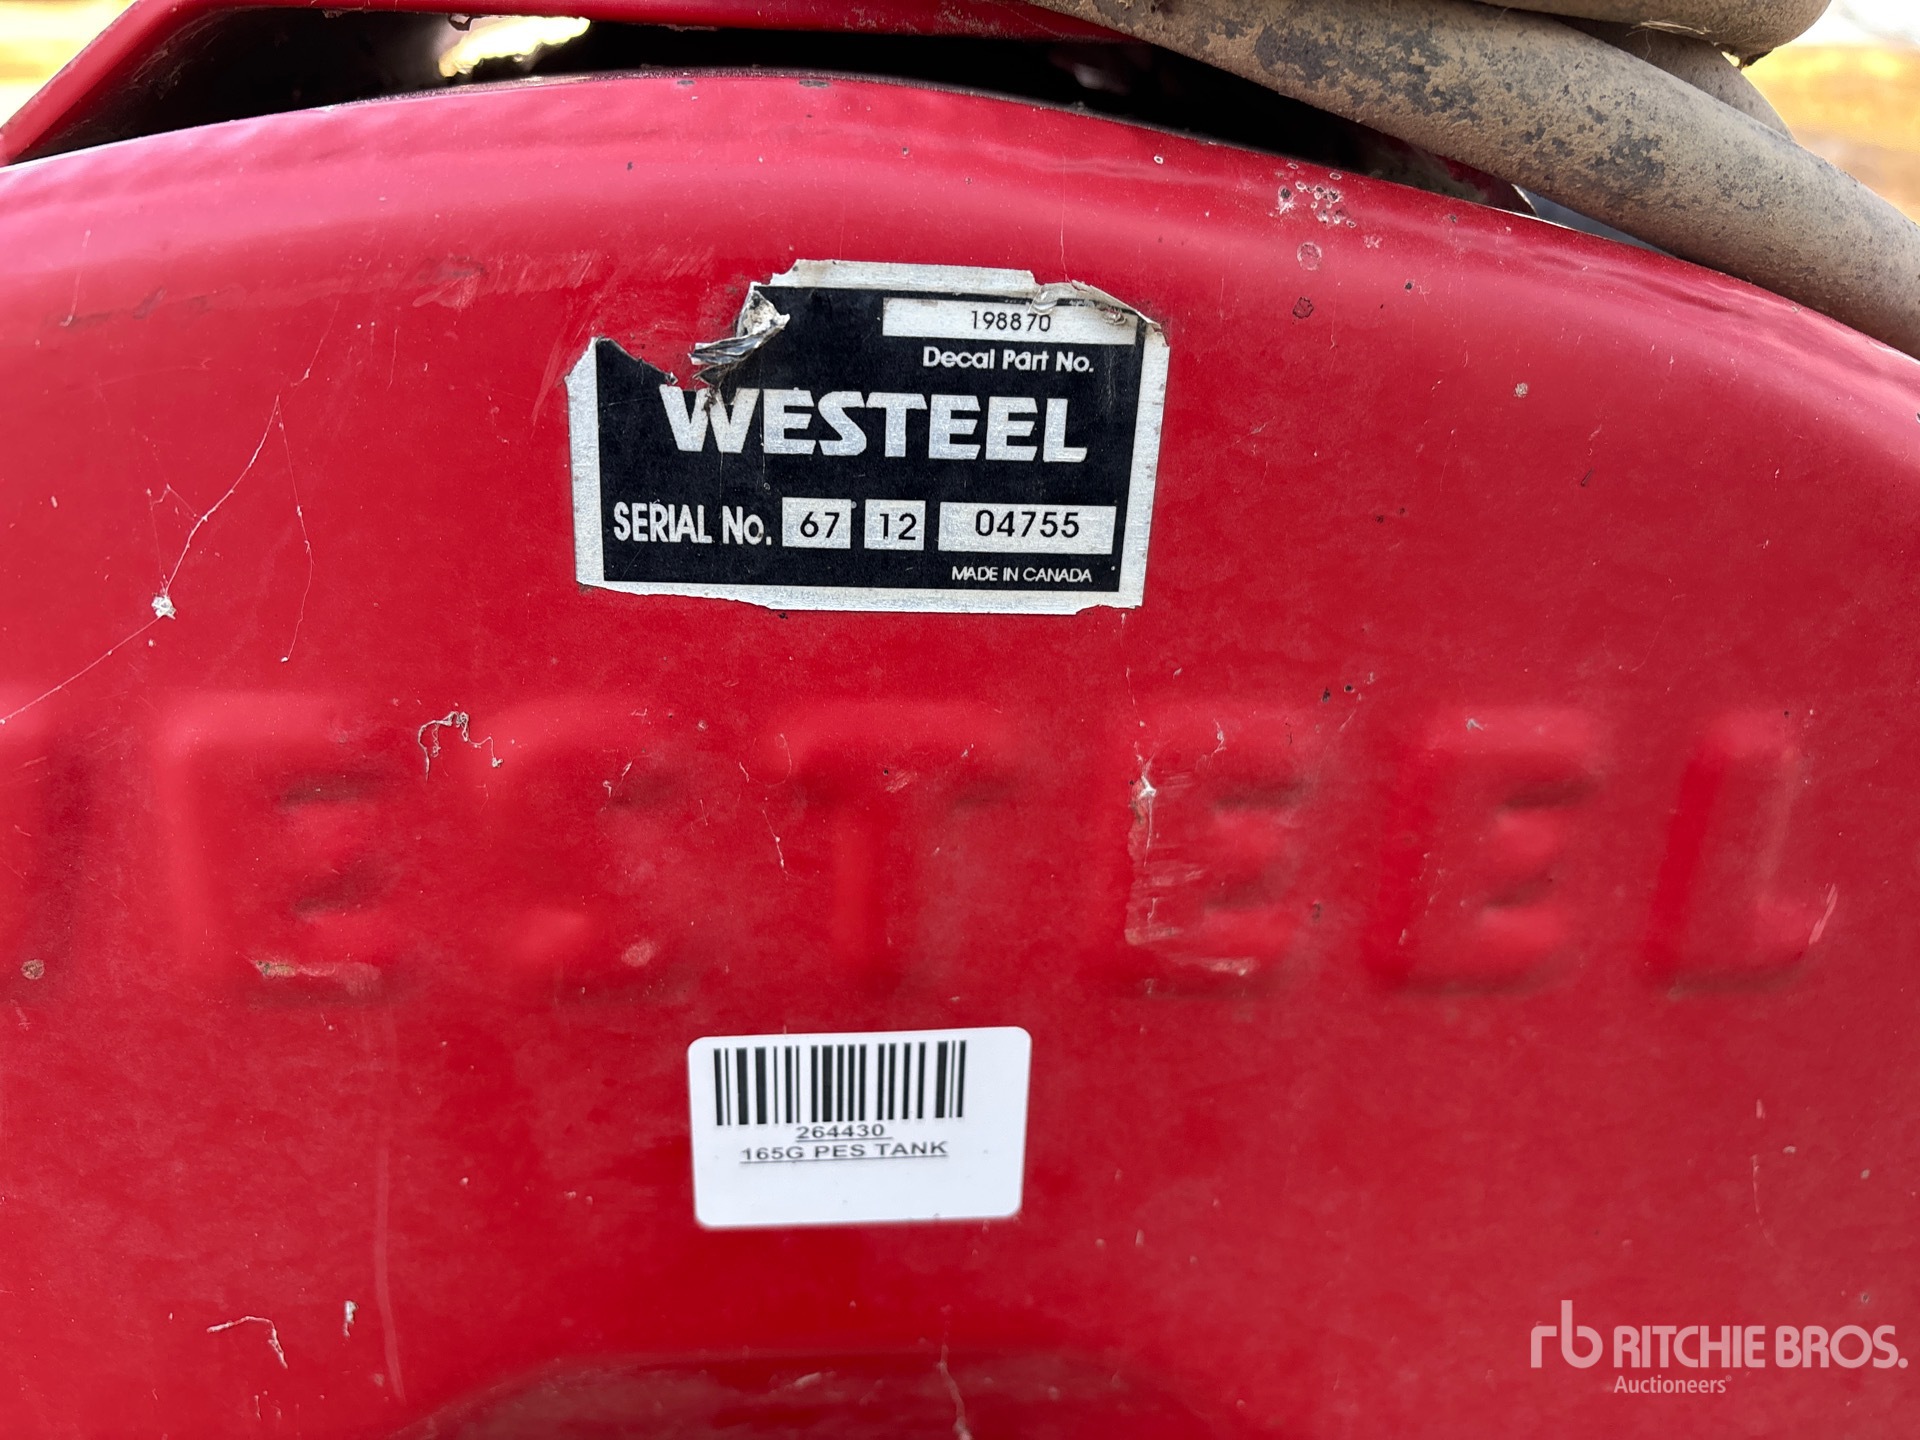 198870
Decal Part No.
WESTEEL
SERIAL No. 67 12 04755
MADE IN CANADA
WESTEEL
264430
165G PES TANK
rb RITCHIE BROS.
Auctioneers